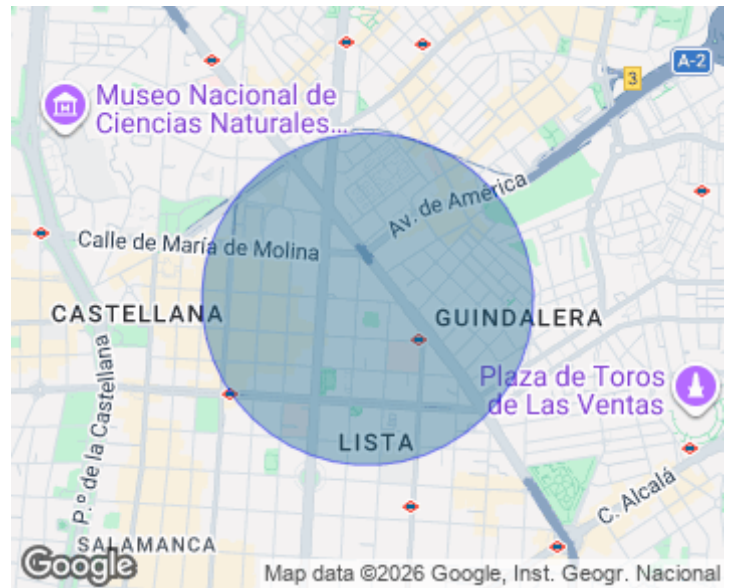 A-2
3
Museo Nacional de
Ciencias Naturales...
Av. de América
Calle de María de Molina
CASTELLANA
GUINDALERA
Plaza de Toros
de Las Ventas
P.º de la Castellana
LISTA
C. Alcalá
SALAMANCA
Google
Map data ©2026 Google, Inst. Geogr. Nacional